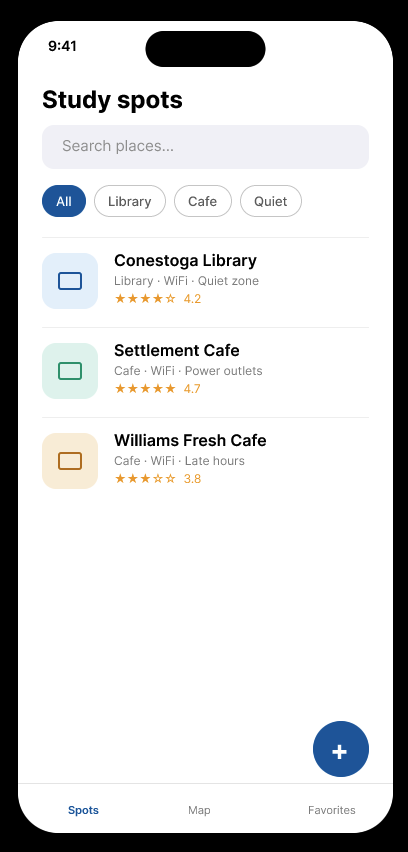 9:41
Study spots
Search places...
All Library Cafe Quiet
Conestoga Library
Library · WiFi · Quiet zone
★★★★☆ 4.2
Settlement Cafe
Cafe · WiFi · Power outlets
★★★★★ 4.7
Williams Fresh Cafe
Cafe · WiFi · Late hours
★★★☆☆ 3.8
+
Spots Map Favorites